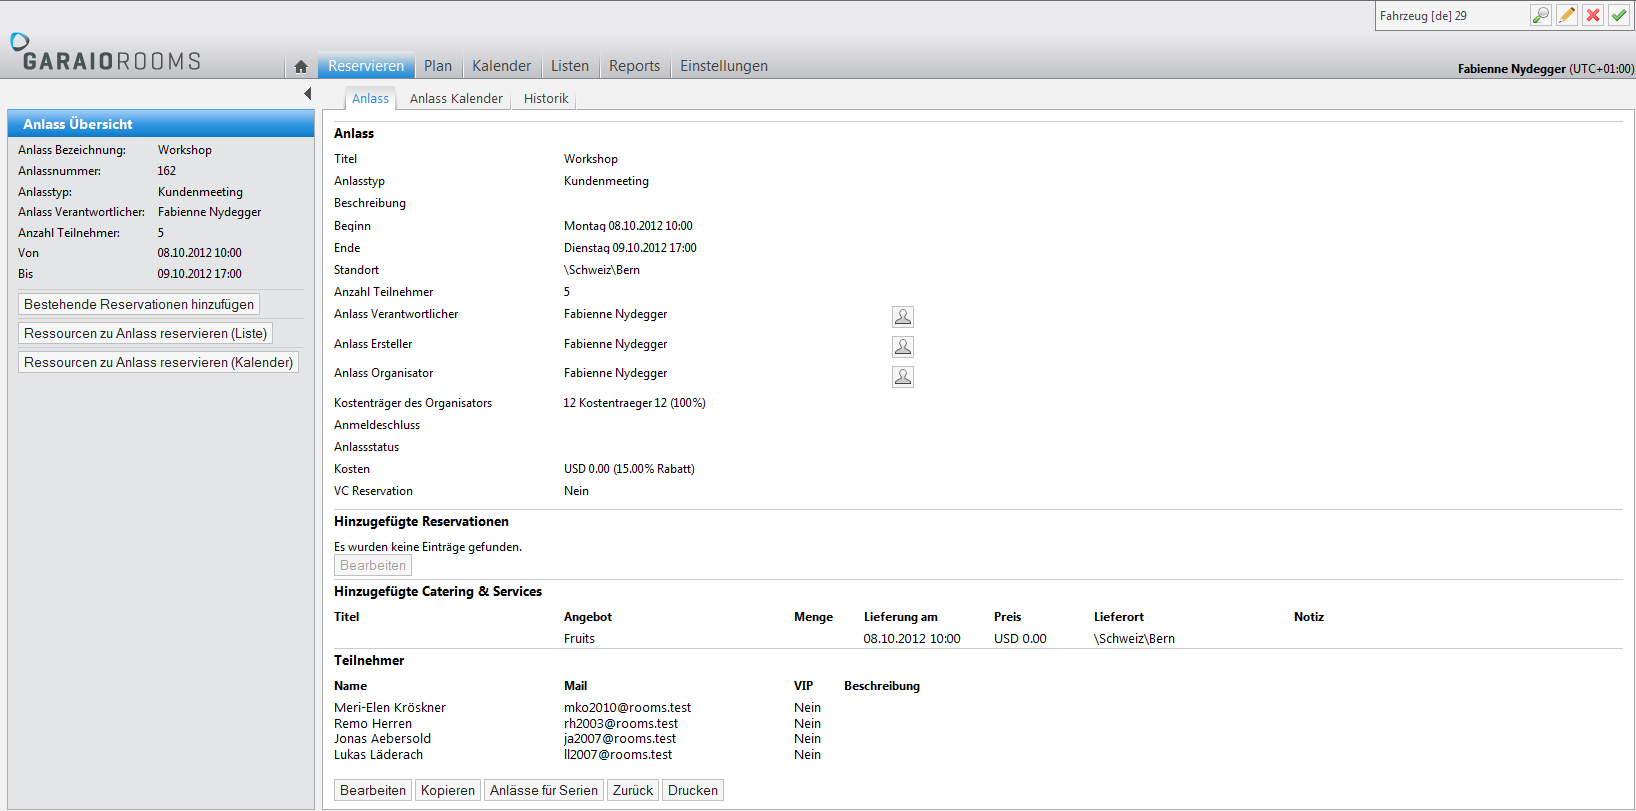 Fahrzeug [de] 29
GARAIOROOMS
Reservieren Plan Kalender Listen Reports Einstellungen
Fabienne Nydegger (UTC+01:00)
Anlass Anlass Kalender Historik
Anlass Übersicht
Anlass Bezeichnung: Workshop
Anlassnummer: 162
Anlasstyp: Kundenmeeting
Anlass Verantwortlicher: Fabienne Nydegger
Anzahl Teilnehmer: 5
Von 08.10.2012 10:00
Bis 09.10.2012 17:00
Bestehende Reservationen hinzufügen
Ressourcen zu Anlass reservieren (Liste)
Ressourcen zu Anlass reservieren (Kalender)
Anlass
Titel Workshop
Anlasstyp Kundenmeeting
Beschreibung
Beginn Montag 08.10.2012 10:00
Ende Dienstag 09.10.2012 17:00
Standort \Schweiz\Bern
Anzahl Teilnehmer 5
Anlass Verantwortlicher Fabienne Nydegger
Anlass Ersteller Fabienne Nydegger
Anlass Organisator Fabienne Nydegger
Kostenträger des Organisators 12 Kostentraeger 12 (100%)
Anmeldeschluss
Anlassstatus
Kosten USD 0.00 (15.00% Rabatt)
VC Reservation Nein
Hinzugefügte Reservationen
Es wurden keine Einträge gefunden.
Bearbeiten
Hinzugefügte Catering & Services
Titel Angebot Menge Lieferung am Preis Lieferort Notiz
Fruits 08.10.2012 10:00 USD 0.00 \Schweiz\Bern
Teilnehmer
Name Mail VIP Beschreibung
Meri-Elen Kröskner mko2010@rooms.test Nein
Remo Herren rh2003@rooms.test Nein
Jonas Aebersold ja2007@rooms.test Nein
Lukas Läderach ll2007@rooms.test Nein
Bearbeiten Kopieren Anlässe für Serien Zurück Drucken